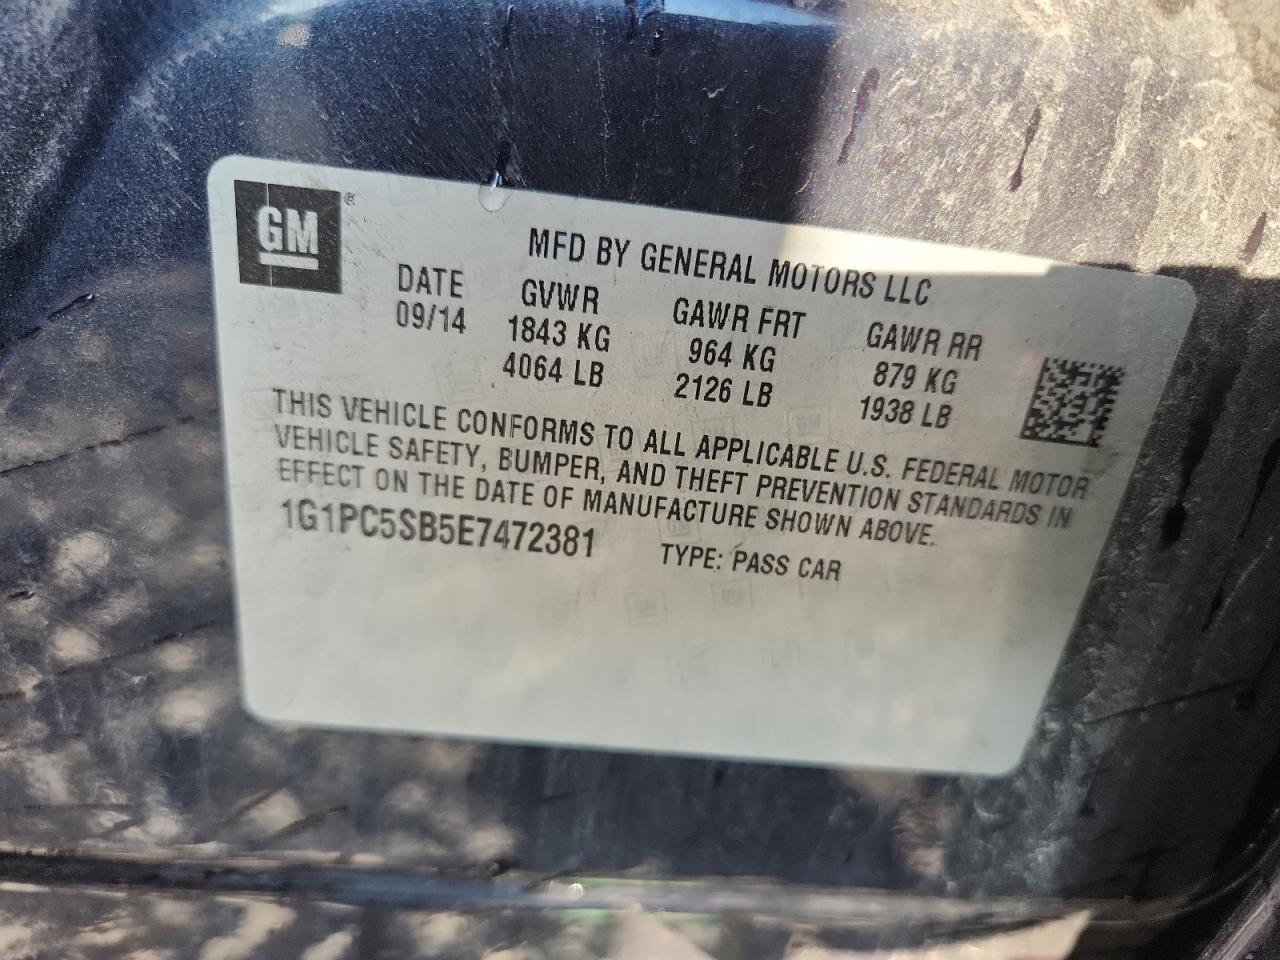 GM ®
MFD BY GENERAL MOTORS LLC
DATE GVWR GAWR FRT GAWR RR
09/14 1843 KG 964 KG 879 KG
4064 LB 2126 LB 1938 LB
THIS VEHICLE CONFORMS TO ALL APPLICABLE U.S. FEDERAL MOTOR
VEHICLE SAFETY, BUMPER, AND THEFT PREVENTION STANDARDS IN
EFFECT ON THE DATE OF MANUFACTURE SHOWN ABOVE.
1G1PC5SB5E7472381 TYPE: PASS CAR